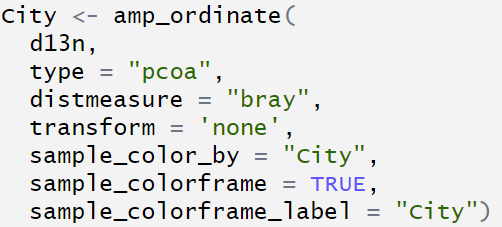 City <- amp_ordinate(
  d13n,
  type = "pcoa",
  distmeasure = "bray",
  transform = 'none',
  sample_color_by = "City",
  sample_colorframe = TRUE,
  sample_colorframe_label = "City")